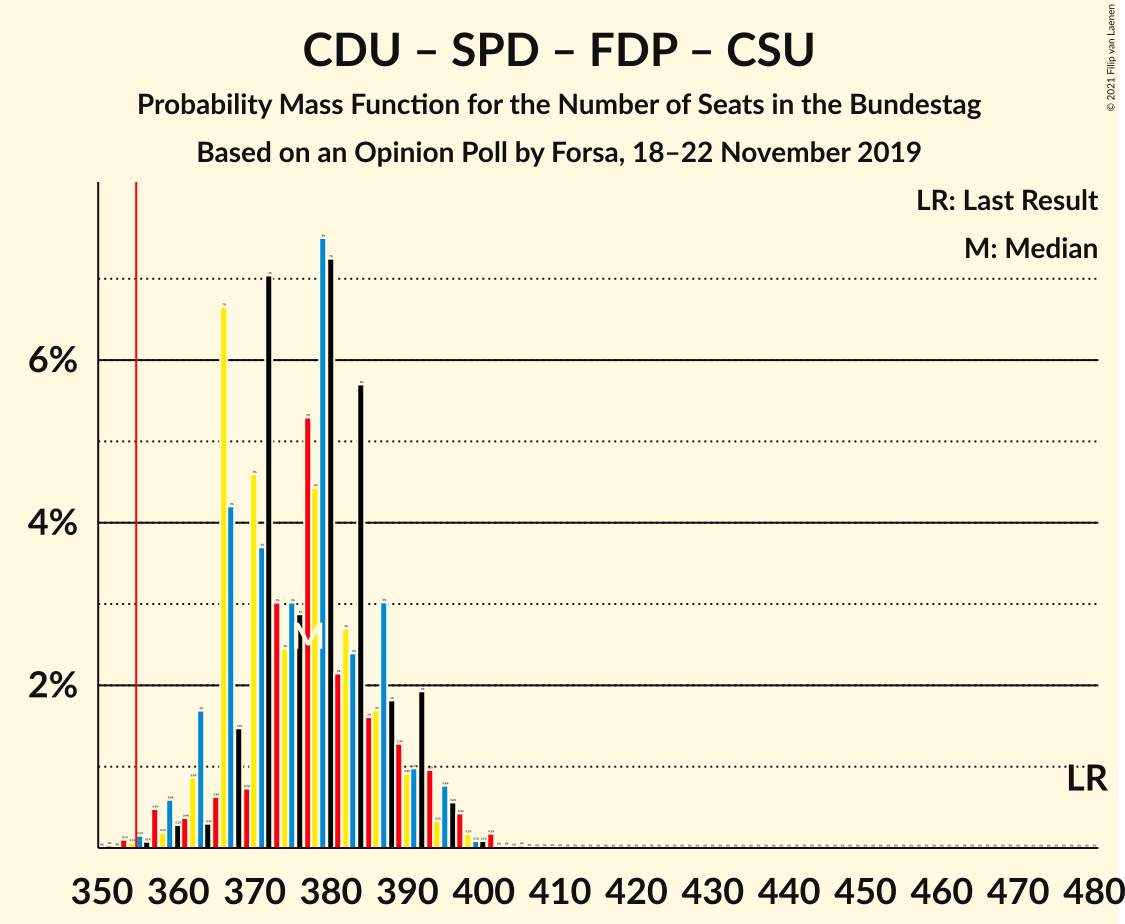 CDU – SPD – FDP – CSU
Probability Mass Function for the Number of Seats in the Bundestag
Based on an Opinion Poll by Forsa, 18–22 November 2019
© 2021 Filip van Laenen
LR: Last Result
M: Median
6%
4%
2%
M
LR
350 360 370 380 390 400 410 420 430 440 450 460 470 480